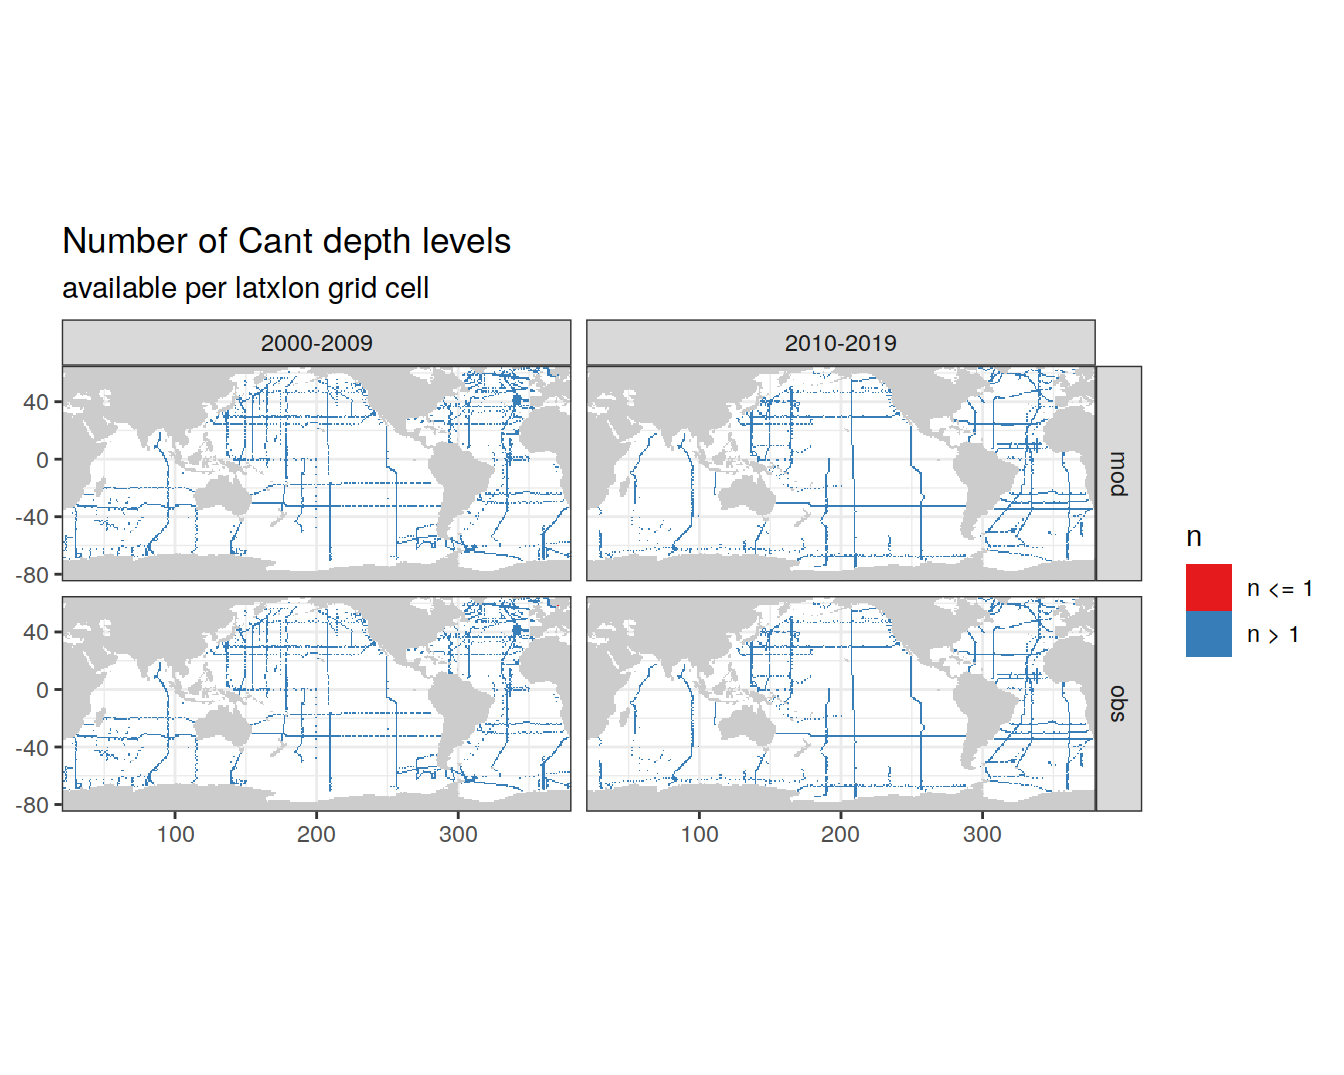 Number of Cant depth levels
available per latxlon grid cell
2000-2009 2010-2019
40
0
-40
-80
mod
40
0
-40
-80
obs
100 200 300 100 200 300
n
n <= 1
n > 1